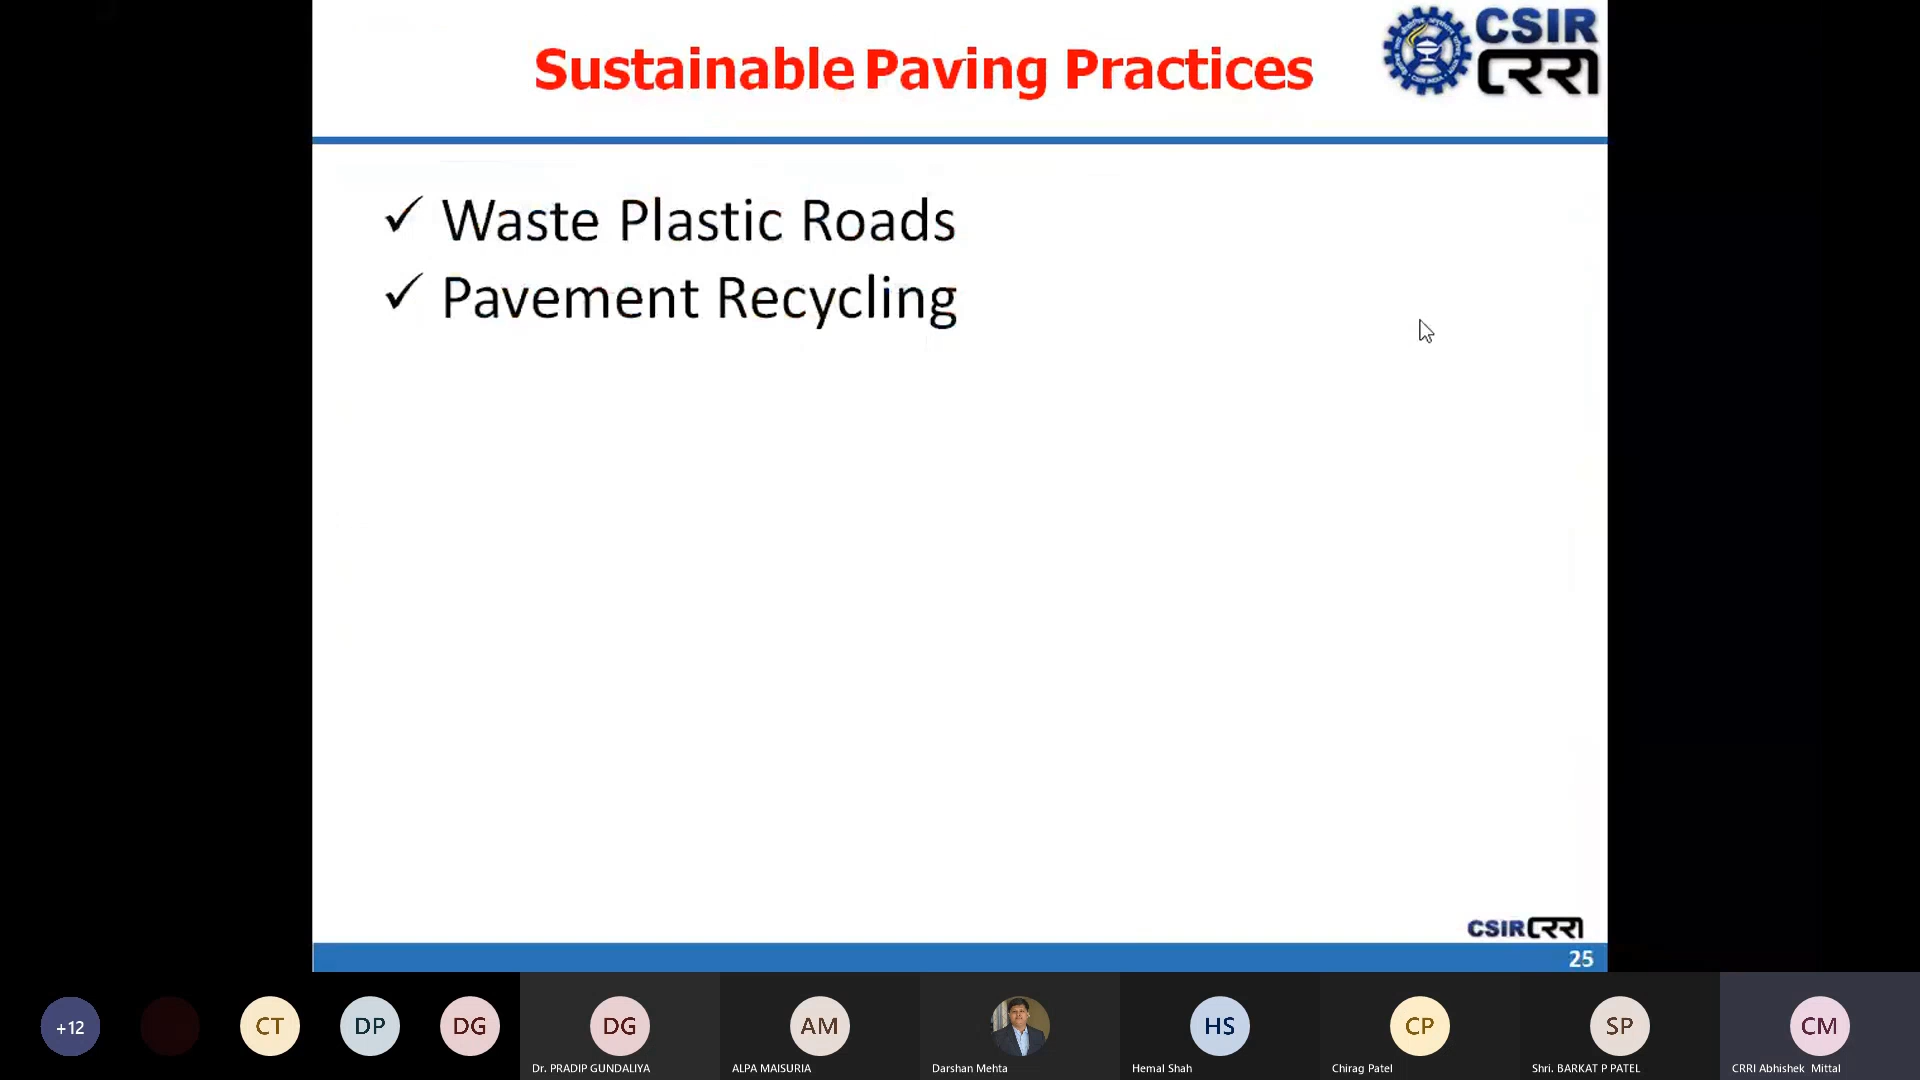 Sustainable Paving Practices
CSIR
CRRI
✓ Waste Plastic Roads
✓ Pavement Recycling
CSIR CRRI
25
+12
CT
DP
DG
DG
AM
HS
CP
SP
CM
Dr. PRADIP GUNDALIYA
ALPA MAISURIA
Darshan Mehta
Hemal Shah
Chirag Patel
Shri. BARKAT P PATEL
CRRI Abhishek Mittal